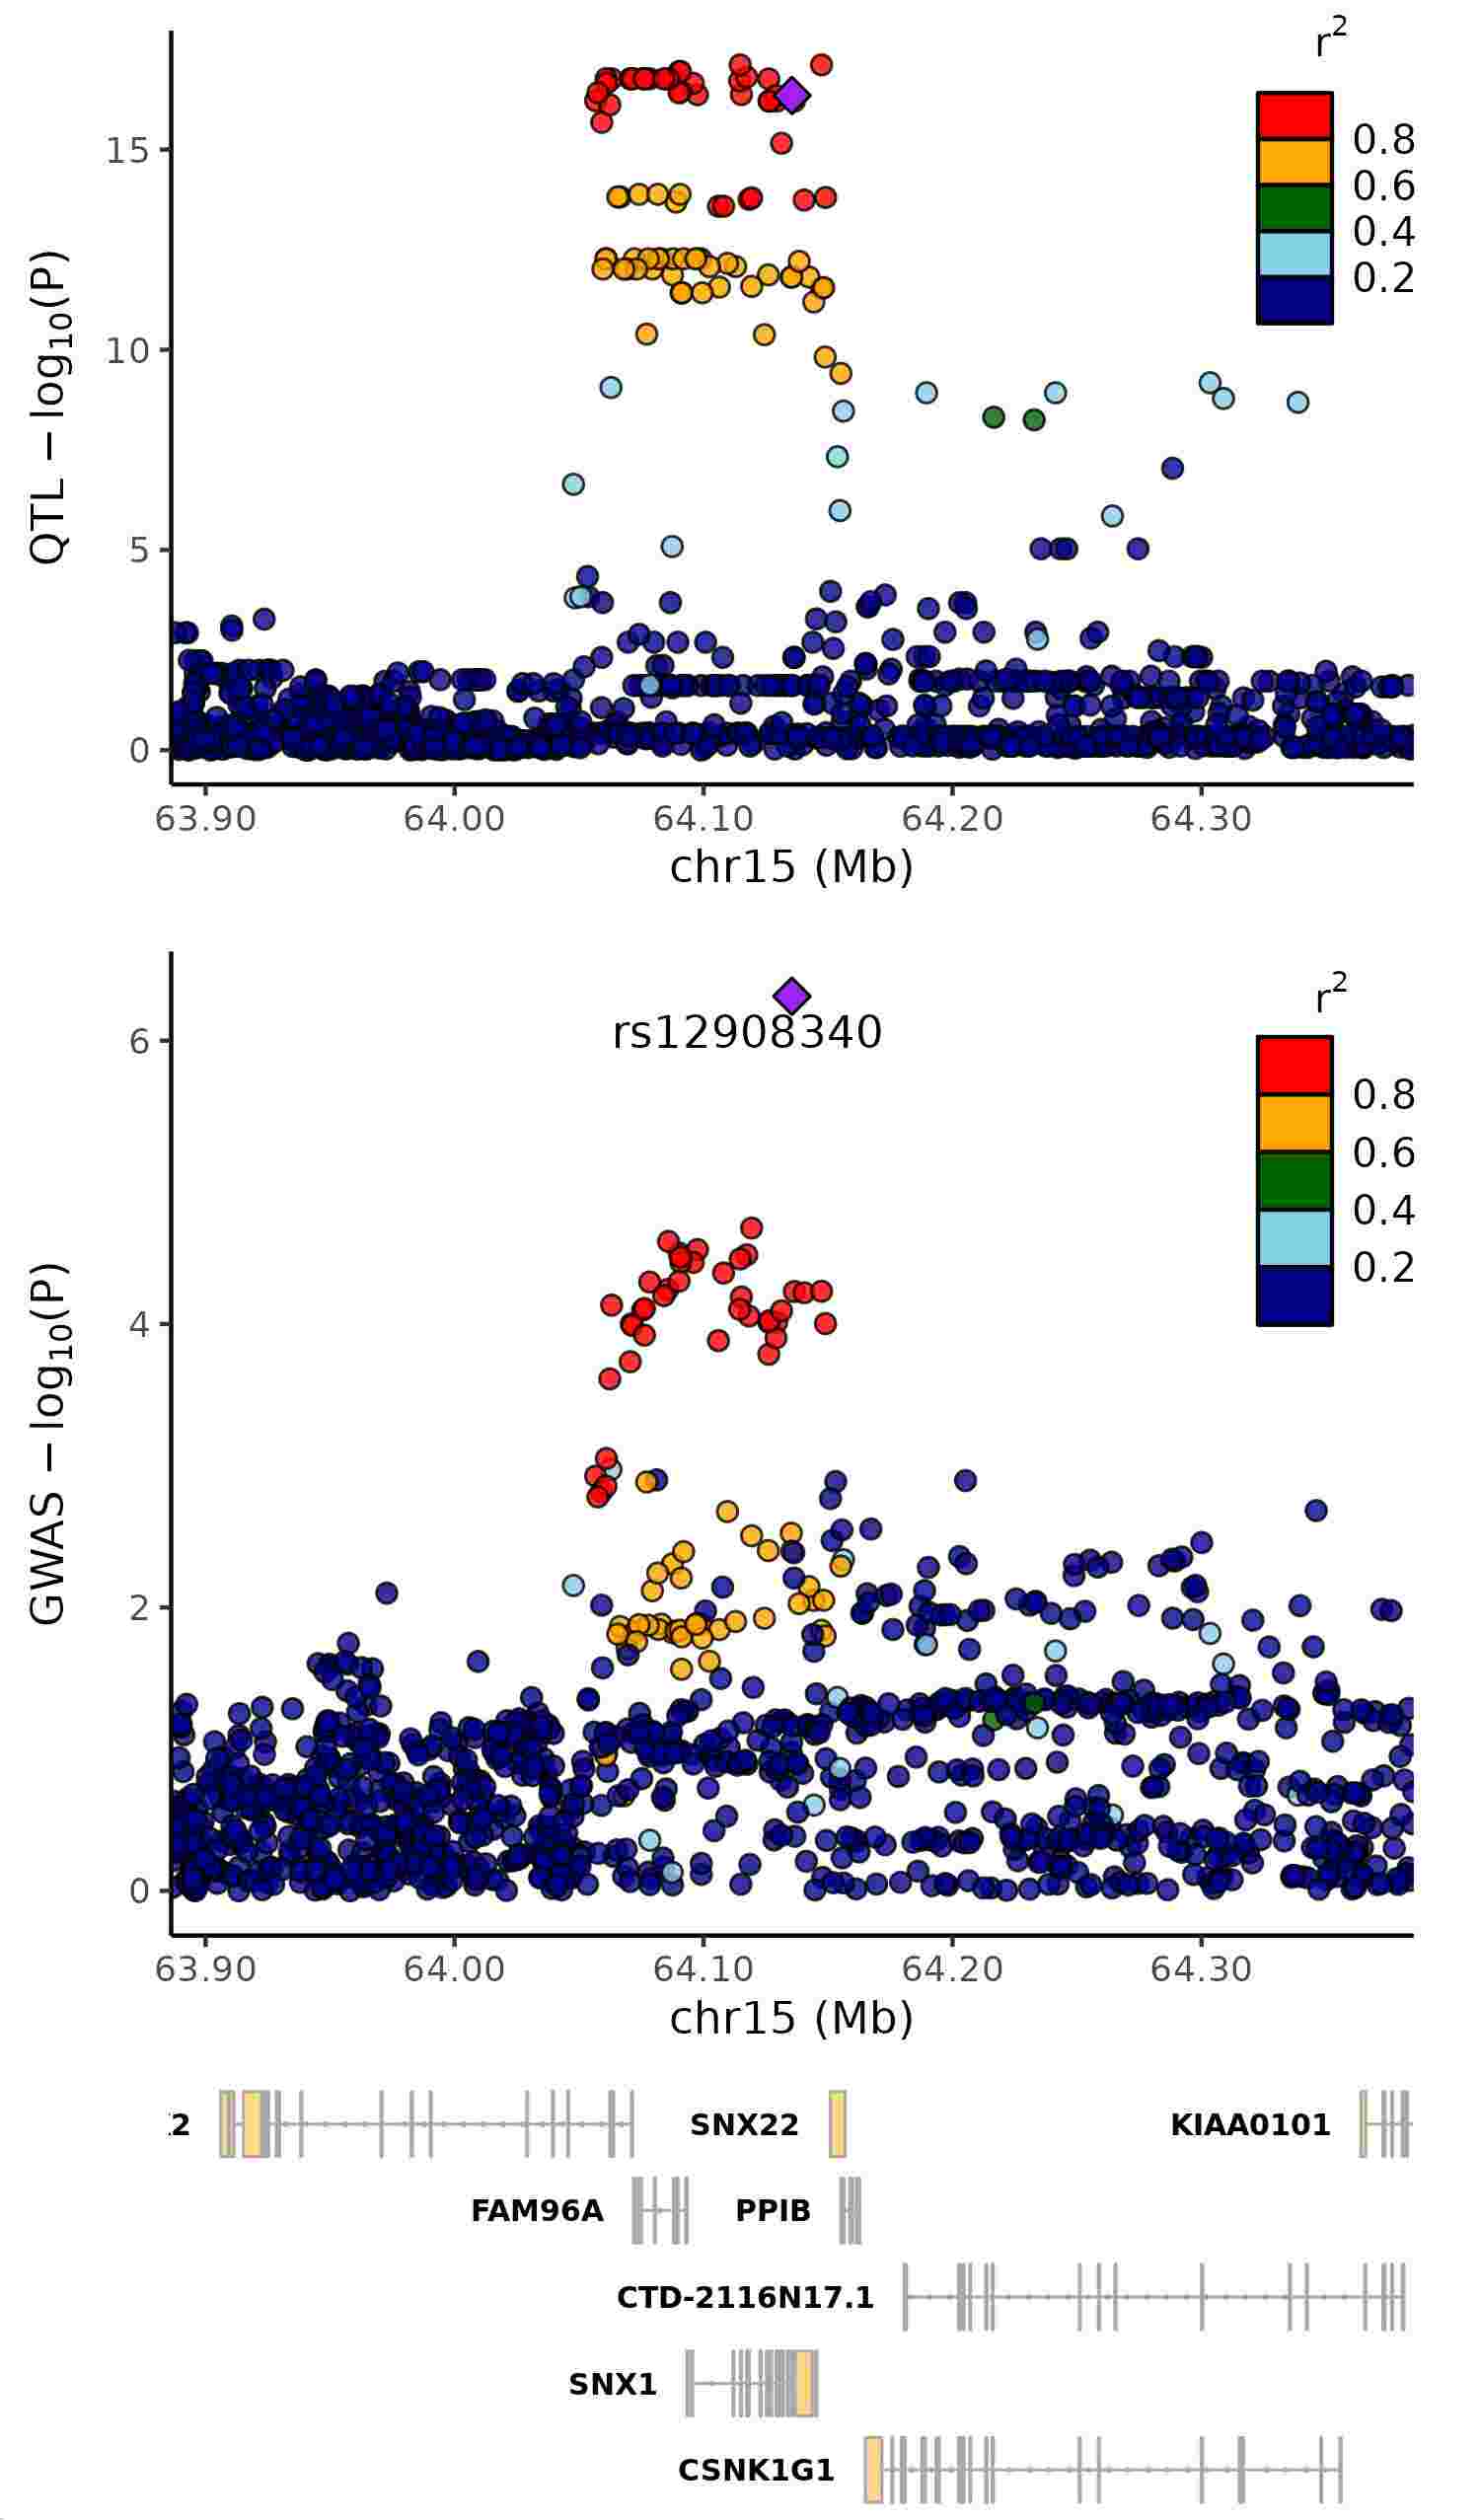 r²
QTL − log₁₀(P)
15
10
5
0
0.8
0.6
0.4
0.2
63.90 64.00 64.10 64.20 64.30
chr15 (Mb)
rs12908340
r²
GWAS − log₁₀(P)
6
4
2
0
0.8
0.6
0.4
0.2
63.90 64.00 64.10 64.20 64.30
chr15 (Mb)
2 SNX22 KIAA0101
FAM96A PPIB
CTD-2116N17.1
SNX1
CSNK1G1